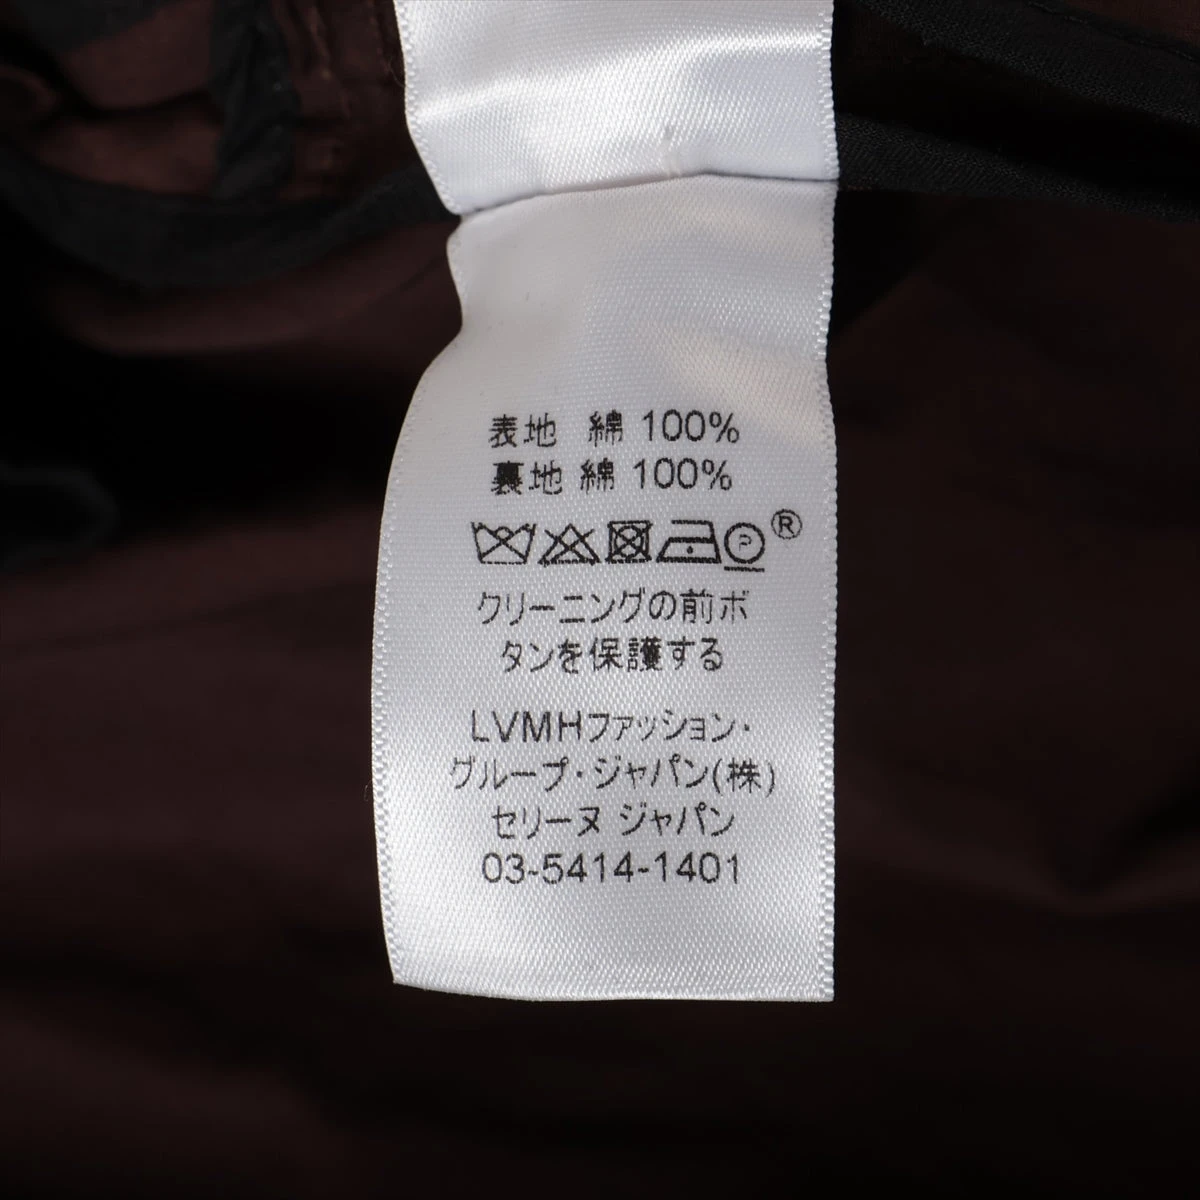 表地 綿 100%
裏地 綿 100%
P ®
クリーニングの前ボ
タンを保護する
LVMHファッション・
グループ・ジャパン(株)
セリーヌ ジャパン
03-5414-1401